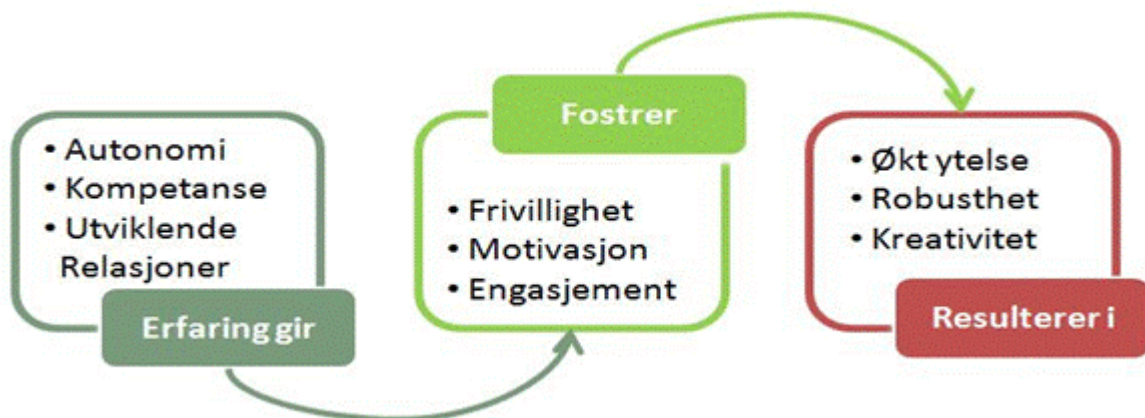 • Autonomi
• Kompetanse
• Utviklende
Relasjoner
Erfaring gir
Fostrer
• Frivillighet
• Motivasjon
• Engasjement
• Økt ytelse
• Robusthet
• Kreativitet
Resulterer i